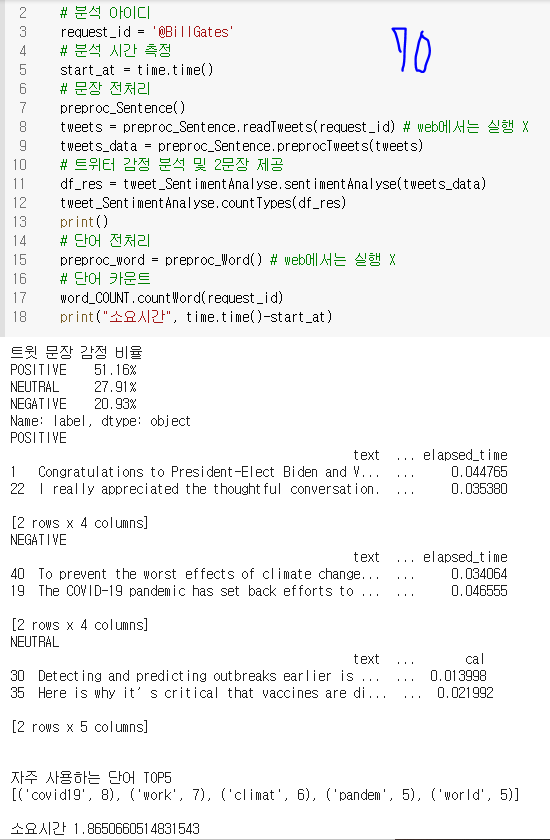 2 # 분석 아이디
3 request_id = '@BillGates'
4 # 분석 시간 측정
5 start_at = time.time()
6 # 문장 전처리
7 preproc_Sentence()
8 tweets = preproc_Sentence.readTweets(request_id) # web에서는 실행 X
9 tweets_data = preproc_Sentence.preprocTweets(tweets)
10 # 트위터 감정 분석 및 2문장 제공
11 df_res = tweet_SentimentAnalyse.sentimentAnalyse(tweets_data)
12 tweet_SentimentAnalyse.countTypes(df_res)
13 print()
14 # 단어 전처리
15 preproc_word = preproc_Word() # web에서는 실행 X
16 # 단어 카운트
17 word_COUNT.countWord(request_id)
18 print("소요시간", time.time()-start_at)
70
트윗 문장 감정 비율
POSITIVE 51.16%
NEUTRAL 27.91%
NEGATIVE 20.93%
Name: label, dtype: object
POSITIVE
text ... elapsed_time
1 Congratulations to President-Elect Biden and V... ... 0.044765
22 I really appreciated the thoughtful conversation. ... 0.035380
[2 rows x 4 columns]
NEGATIVE
text ... elapsed_time
40 To prevent the worst effects of climate change... ... 0.034064
19 The COVID-19 pandemic has set back efforts to ... ... 0.046555
[2 rows x 4 columns]
NEUTRAL
text ... cal
30 Detecting and predicting outbreaks earlier is ... ... 0.013998
35 Here is why it's critical that vaccines are di... ... 0.021992
[2 rows x 5 columns]
자주 사용하는 단어 TOP5
[('covid19', 8), ('work', 7), ('climat', 6), ('pandem', 5), ('world', 5)]
소요시간 1.8650660514831543